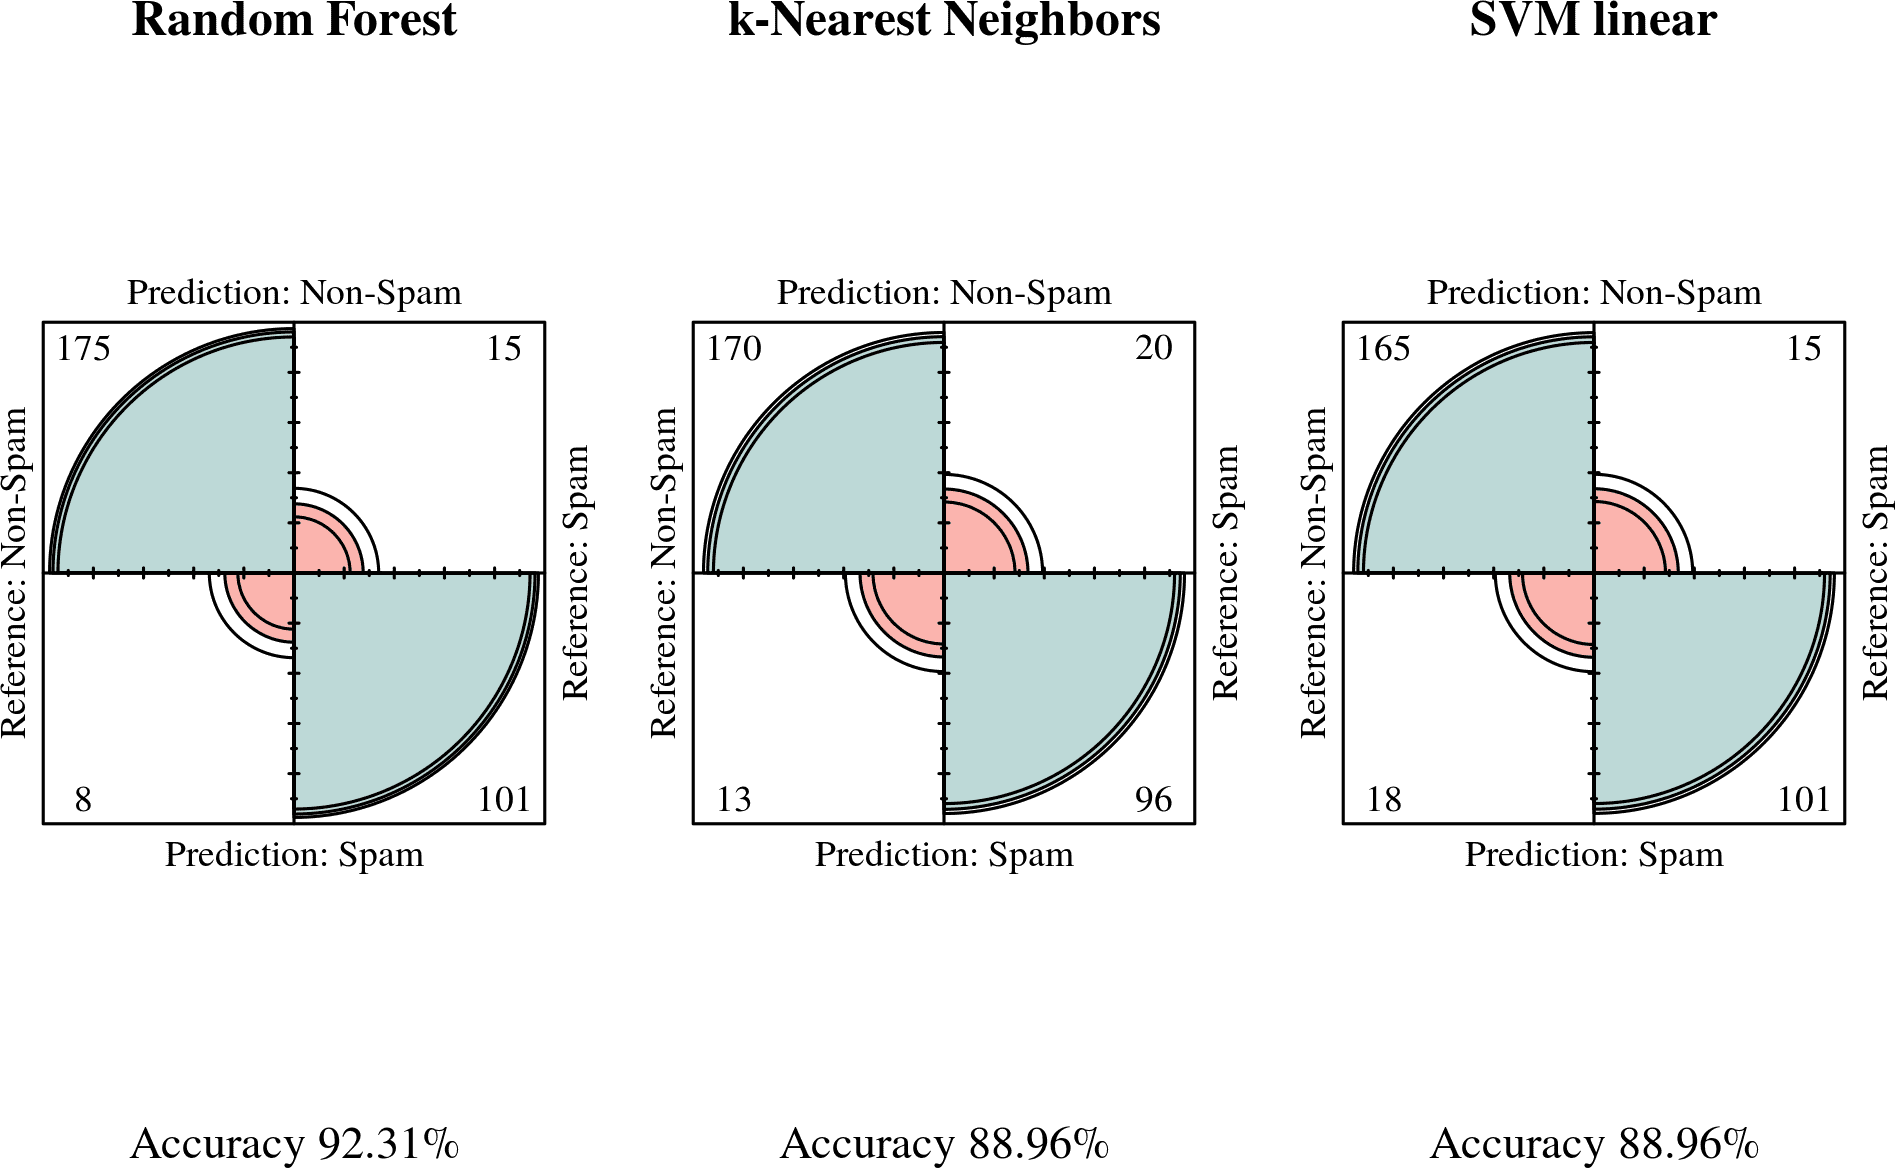 Random Forest
Prediction: Non-Spam
175
15
Reference: Non-Spam
Reference: Spam
8
101
Prediction: Spam
Accuracy 92.31%
k-Nearest Neighbors
Prediction: Non-Spam
170
20
Reference: Non-Spam
Reference: Spam
13
96
Prediction: Spam
Accuracy 88.96%
SVM linear
Prediction: Non-Spam
165
15
Reference: Non-Spam
Reference: Spam
18
101
Prediction: Spam
Accuracy 88.96%